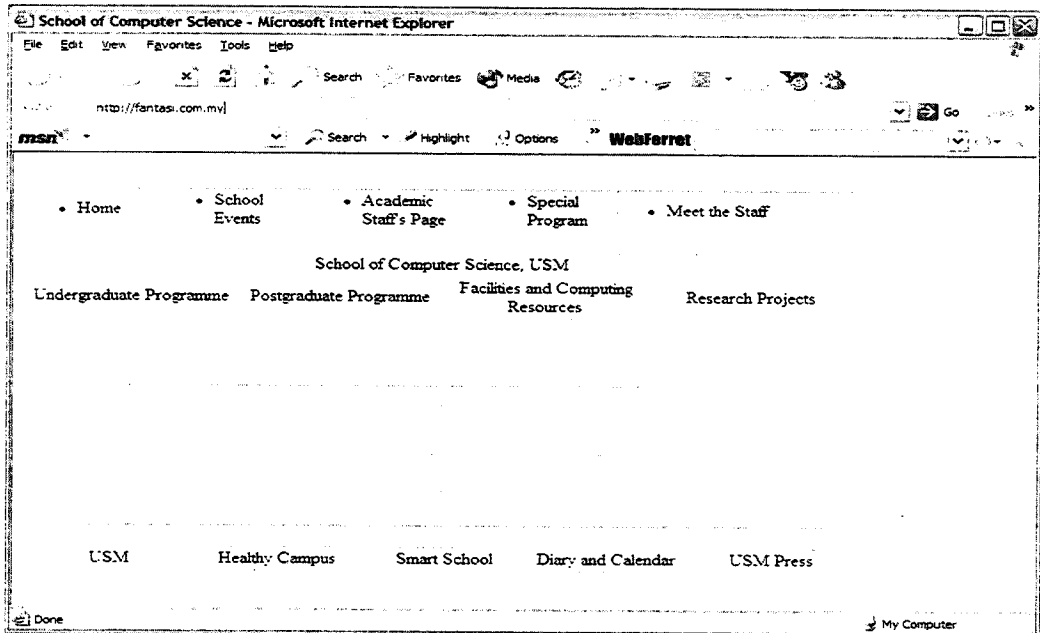 School of Computer Science - Microsoft Internet Explorer
File Edit View Favorites Tools Help
Search Favorites Media
http://fantasi.com.my
Go
msn Search Highlight Options WebFerret
• Home • School Events • Academic Staff's Page • Special Program • Meet the Staff
School of Computer Science, USM
Undergraduate Programme Postgraduate Programme Facilities and Computing Resources Research Projects
USM Healthy Campus Smart School Diary and Calendar USM Press
Done My Computer